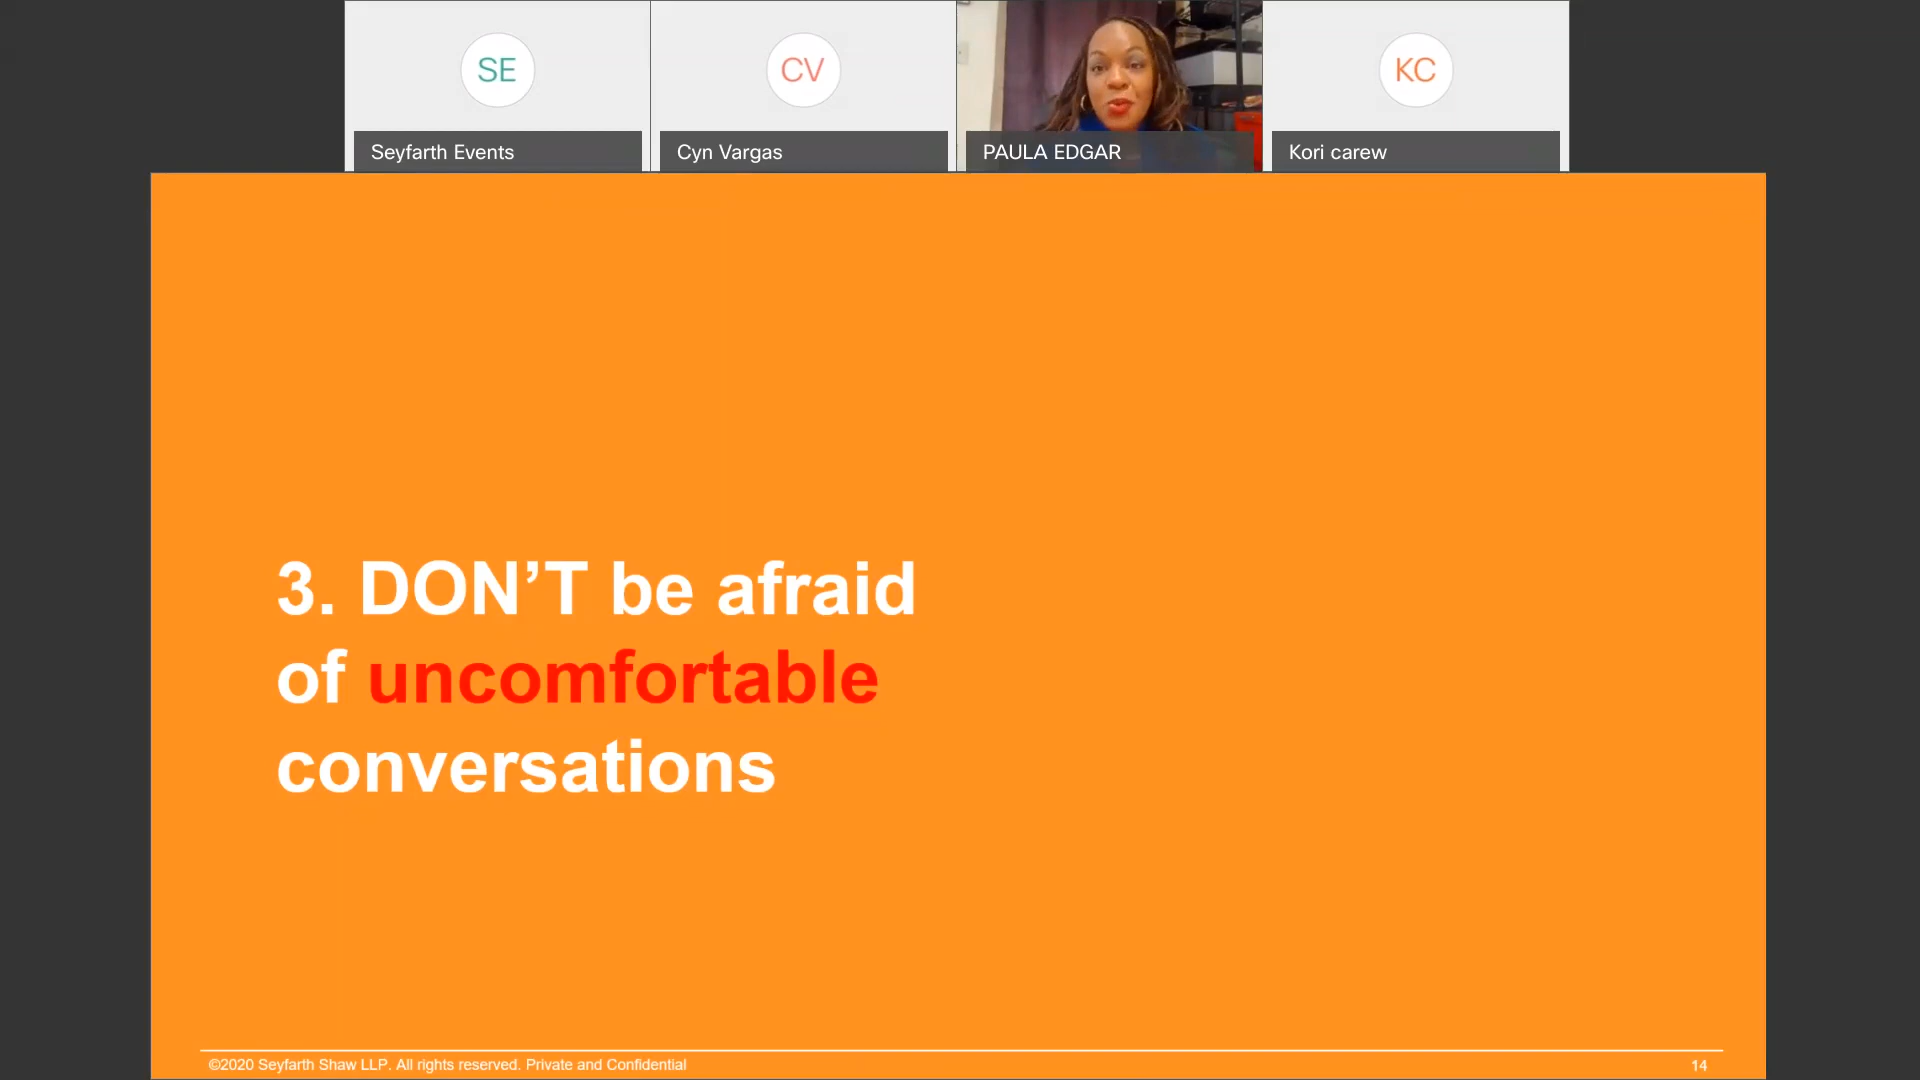 SE
CV
KC
Seyfarth Events
Cyn Vargas
PAULA EDGAR
Kori carew
3. DON’T be afraid
of uncomfortable
conversations
©2020 Seyfarth Shaw LLP. All rights reserved. Private and Confidential
14